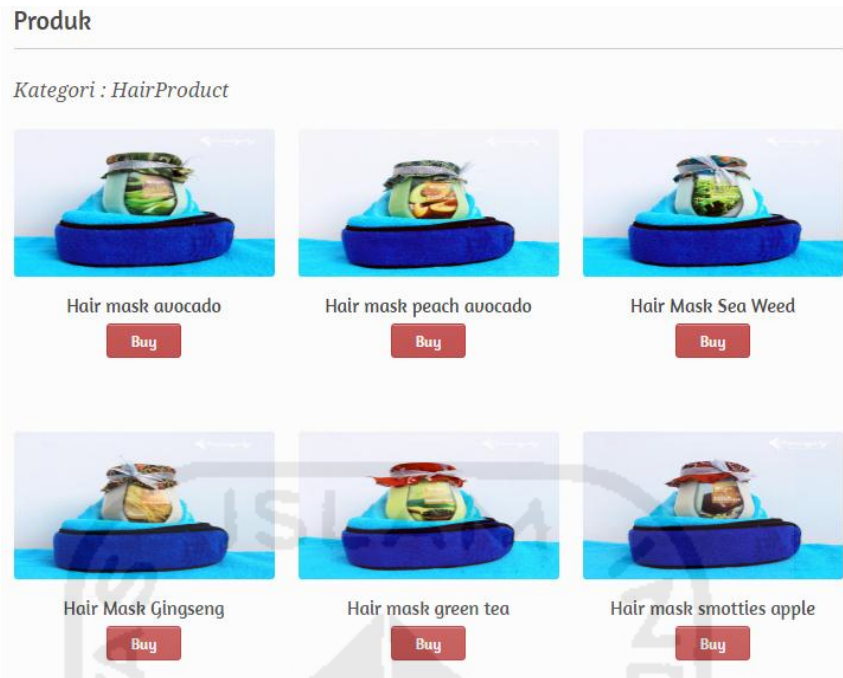 Produk
Kategori : HairProduct
Hair mask avocado
Hair mask peach avocado
Hair Mask Sea Weed
Buy
Buy
Buy
ISLAM
Hair Mask Gingseng
Hair mask green tea
Hair mask smotties apple
Buy
Buy
Buy